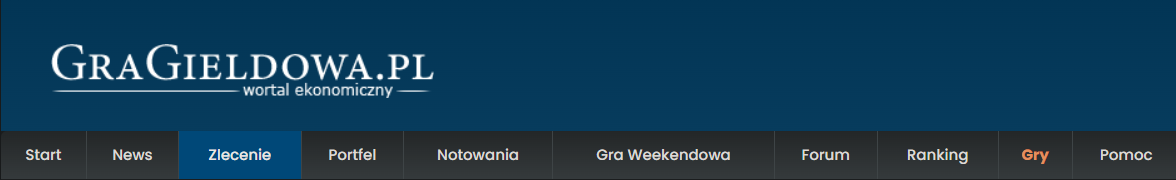 GraGieldowa.pl
wortal ekonomiczny
Start News Zlecenie Portfel Notowania Gra Weekendowa Forum Ranking Gry Pomoc